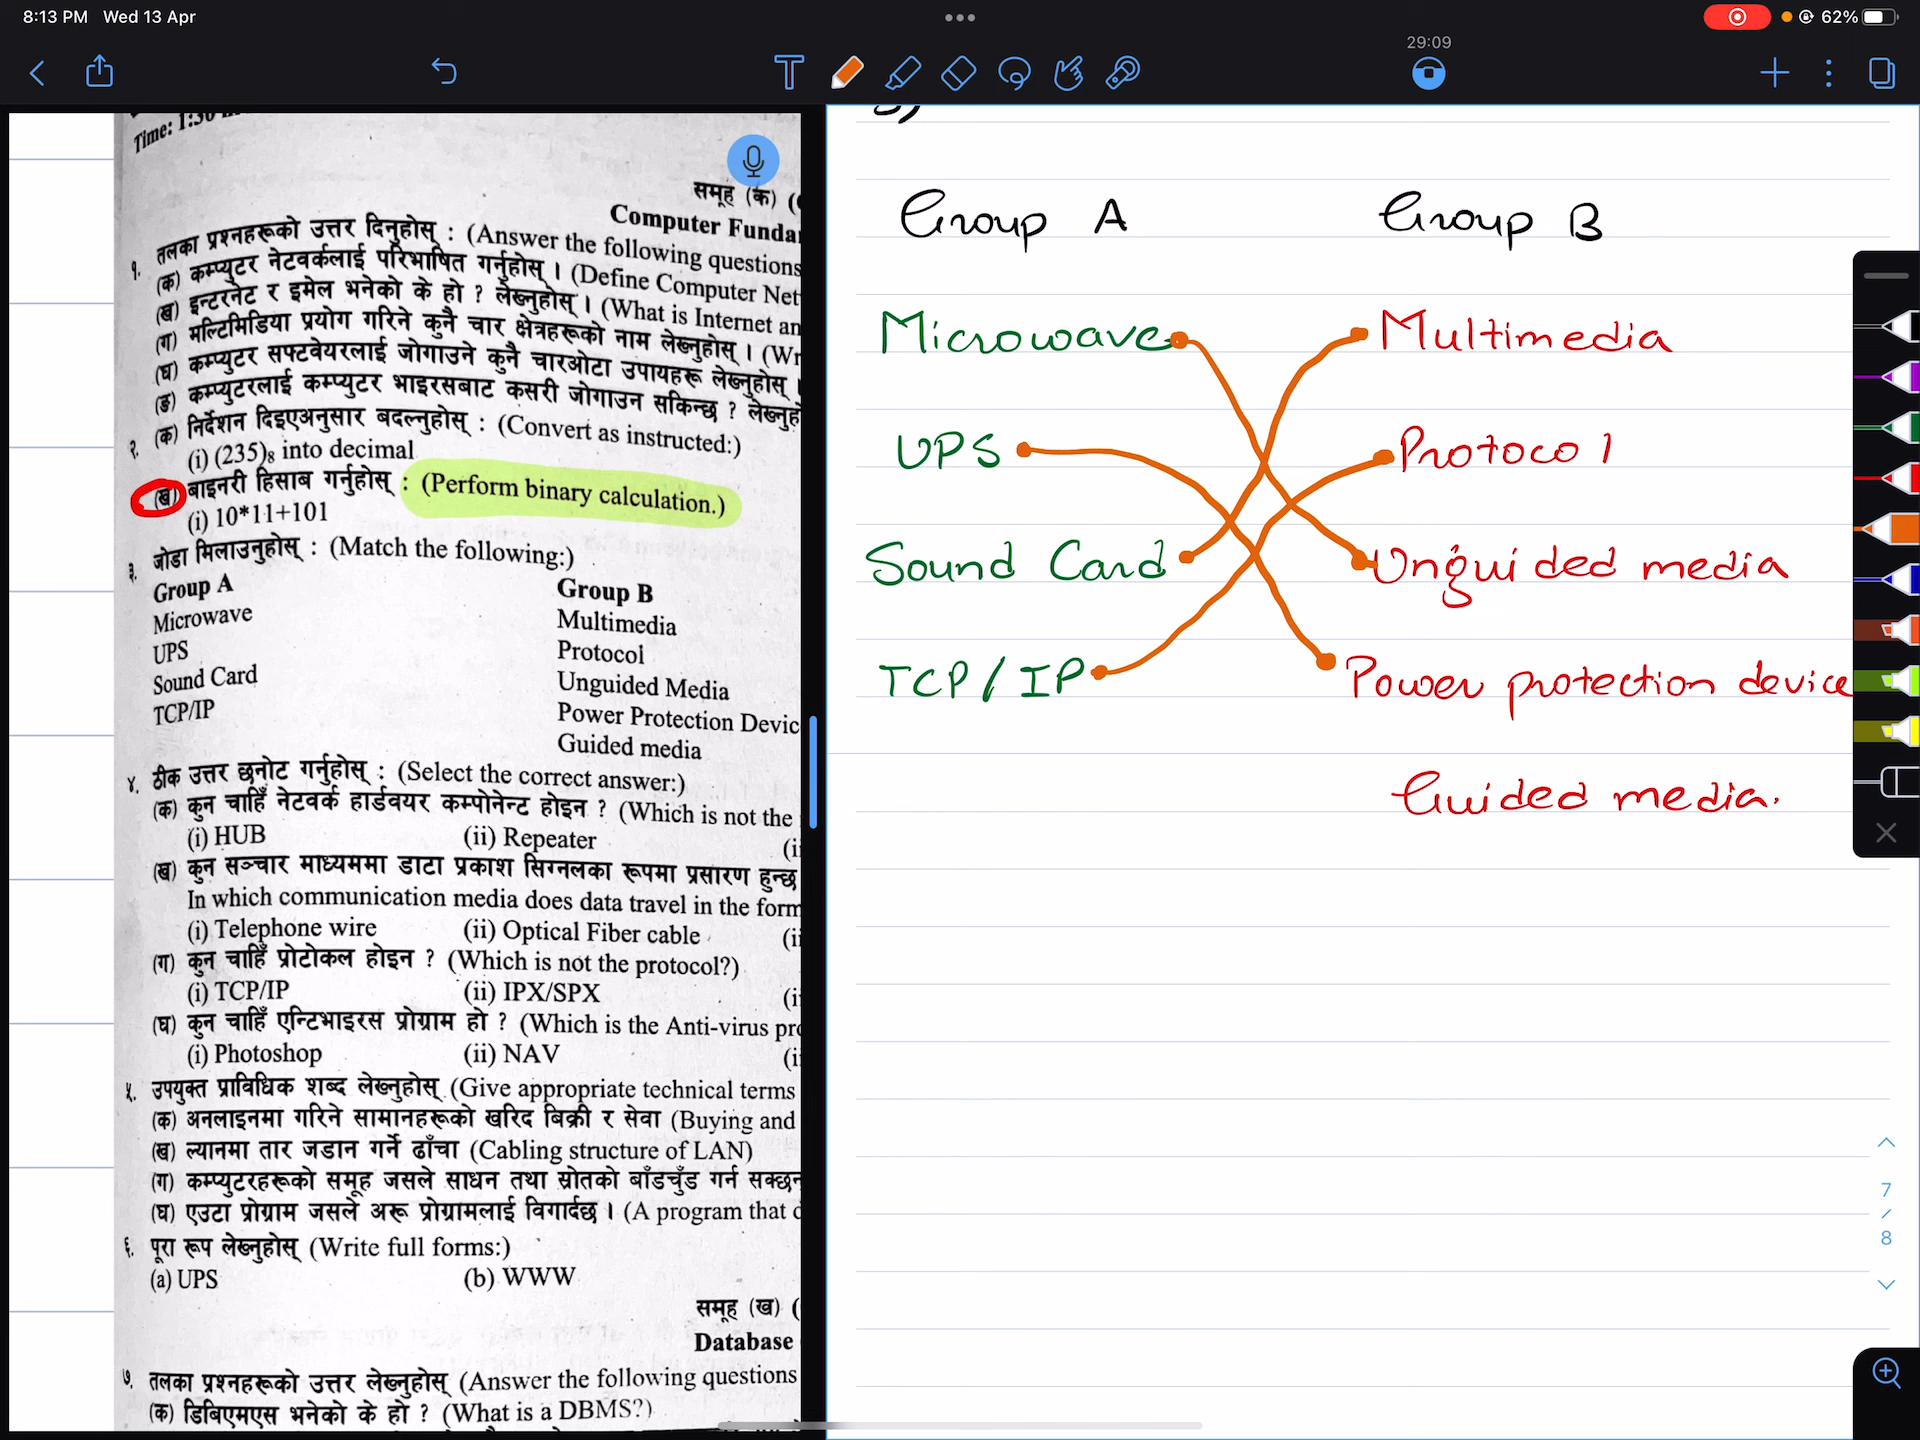 8:13 PM Wed 13 Apr
62%
29:09
Time: 1:30
समूह (क) (
Computer Funda
१. तलका प्रश्नहरूको उत्तर दिनुहोस् : (Answer the following questions
(क) कम्प्युटर नेटवर्कलाई परिभाषित गर्नुहोस् । (Define Computer Net
(ख) इन्टरनेट र इमेल भनेको के हो ? लेख्नुहोस् । (What is Internet an
(ग) मल्टिमिडिया प्रयोग गरिने कुनै चार क्षेत्रहरूको नाम लेख्नुहोस् । (Wr
(घ) कम्प्युटर सफ्टवेयरलाई जोगाउने कुनै चारओटा उपायहरू लेख्नुहोस् ।
(ङ) कम्प्युटरलाई कम्प्युटर भाइरसबाट कसरी जोगाउन सकिन्छ ? लेख्नुहो
२. (क) निर्देशन दिइएअनुसार बदल्नुहोस् : (Convert as instructed:)
(i) (235)₈ into decimal
(ख) बाइनरी हिसाब गर्नुहोस् : (Perform binary calculation.)
(i) 10*11+101
३. जोडा मिलाउनुहोस् : (Match the following:)
Group A Group B
Microwave Multimedia
UPS Protocol
Sound Card Unguided Media
TCP/IP Power Protection Devic
Guided media
४. ठीक उत्तर छनोट गर्नुहोस् : (Select the correct answer:)
(क) कुन चाहिँ नेटवर्क हार्डवयर कम्पोनेन्ट होइन ? (Which is not the
(i) HUB (ii) Repeater (i
(ख) कुन सञ्चार माध्यममा डाटा प्रकाश सिग्नलका रूपमा प्रसारण हुन्छ
In which communication media does data travel in the form
(i) Telephone wire (ii) Optical Fiber cable (i
(ग) कुन चाहिँ प्रोटोकल होइन ? (Which is not the protocol?)
(i) TCP/IP (ii) IPX/SPX (i
(घ) कुन चाहिँ एन्टिभाइरस प्रोग्राम हो ? (Which is the Anti-virus pro
(i) Photoshop (ii) NAV (i
५. उपयुक्त प्राविधिक शब्द लेख्नुहोस् (Give appropriate technical terms
(क) अनलाइनमा गरिने सामानहरूको खरिद बिक्री र सेवा (Buying and
(ख) ल्यानमा तार जडान गर्ने ढाँचा (Cabling structure of LAN)
(ग) कम्प्युटरहरूको समूह जसले साधन तथा स्रोतको बाँडचुँड गर्न सक्छन
(घ) एउटा प्रोग्राम जसले अरू प्रोग्रामलाई विगार्दछ । (A program that d
६. पूरा रूप लेख्नुहोस् (Write full forms:)
(a) UPS (b) WWW
समूह (ख) (
Database
७. तलका प्रश्नहरूको उत्तर लेख्नुहोस् (Answer the following questions
(क) डिबिएमएस भनेको के हो ? (What is a DBMS?)
Group A Group B
Microwave Multimedia
UPS Protocol
Sound Card Unguided media
TCP/IP Power protection device
Guided media.
7
/
8